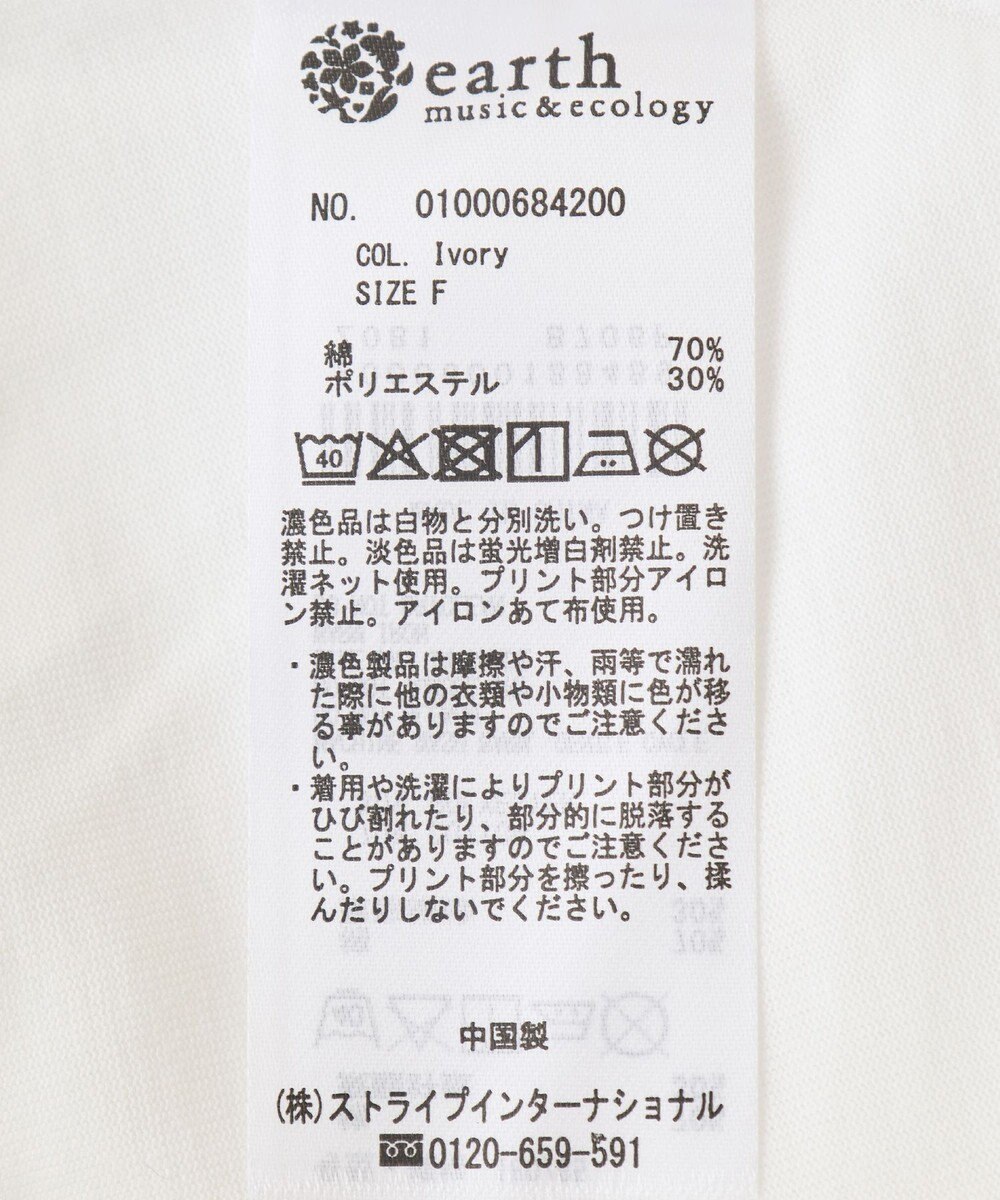 earth
music&ecology
NO. 01000684200
COL. Ivory
SIZE F
綿 70%
ポリエステル 30%
40
濃色品は白物と分別洗い。つけ置き
禁止。淡色品は蛍光増白剤禁止。洗
濯ネット使用。プリント部分アイロ
ン禁止。アイロンあて布使用。
・濃色製品は摩擦や汗、雨等で濡れ
た際に他の衣類や小物類に色が移
る事がありますのでご注意くださ
い。
・着用や洗濯によりプリント部分が
ひび割れたり、部分的に脱落する
ことがありますのでご注意くださ
い。プリント部分を擦ったり、揉
んだりしないでください。
中国製
(株)ストライプインターナショナル
0120-659-591